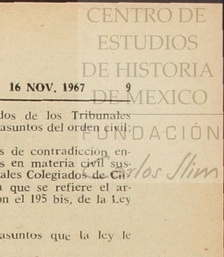 CENTRO DE
ESTUDIOS
DE HISTORIA
DE MEXICO
FUNDACIÓN
Carlos Slim
16 NOV. 1967 9
dos de los Tribunales
asuntos del orden civil.
s de contradicción en-
s en materia civil sus-
ales Colegiados de Cir-
a que se refiere el ar-
on el 195 bis, de la Ley
asuntos que la ley le